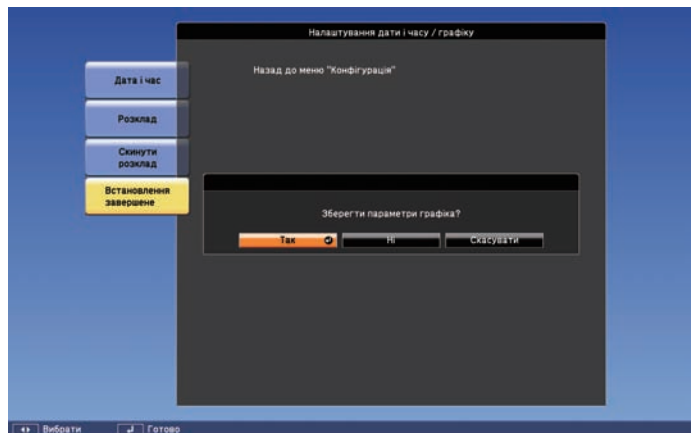 Налаштування дати і часу / графіку
Назад до меню "Конфігурація"
Дата і час
Розклад
Скинути
розклад
Встановлення
завершене
Зберегти параметри графіка?
Так
Ні
Скасувати
Вибрати
Готово